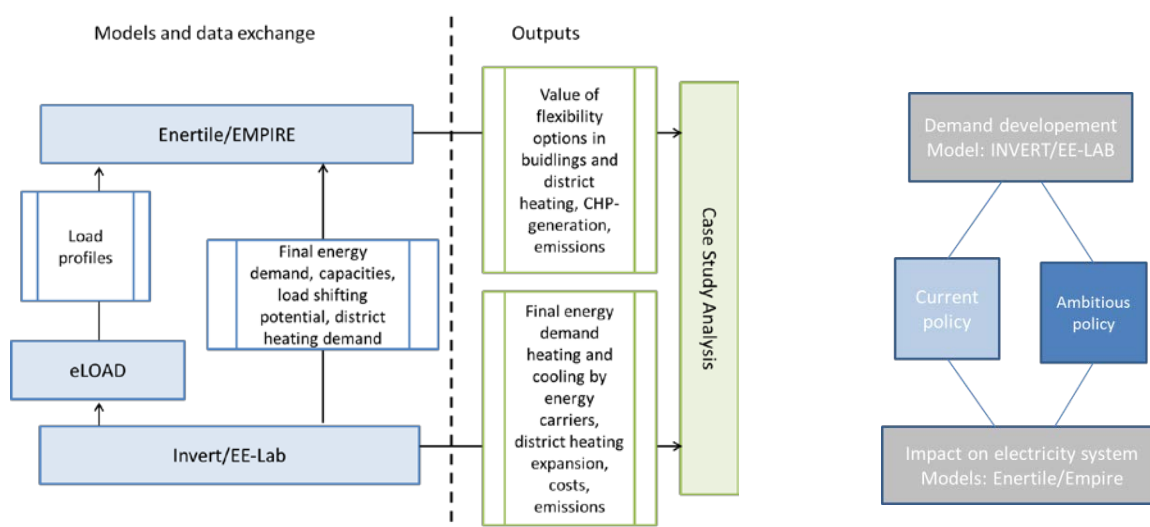 Models and data exchange
Outputs
Enertile/EMPIRE
Load
profiles
Final energy
demand, capacities,
load shifting
potential, district
heating demand
eLOAD
Invert/EE-Lab
Value of
flexibility
options in
buidlings and
district
heating, CHP-
generation,
emissions
Final energy
demand
heating and
cooling by
energy
carriers,
district heating
expansion,
costs,
emissions
Case Study Analysis
Demand developement
Model: INVERT/EE-LAB
Current
policy
Ambitious
policy
Impact on electricity system
Models: Enertile/Empire